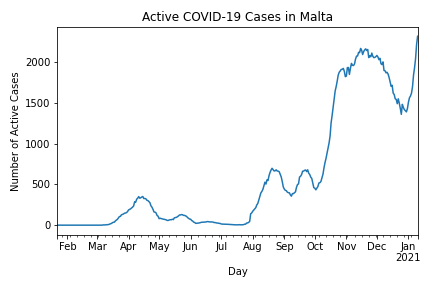 Active COVID-19 Cases in Malta
Number of Active Cases
2000
1500
1000
500
0
Feb Mar Apr May Jun Jul Aug Sep Oct Nov Dec Jan
2021
Day